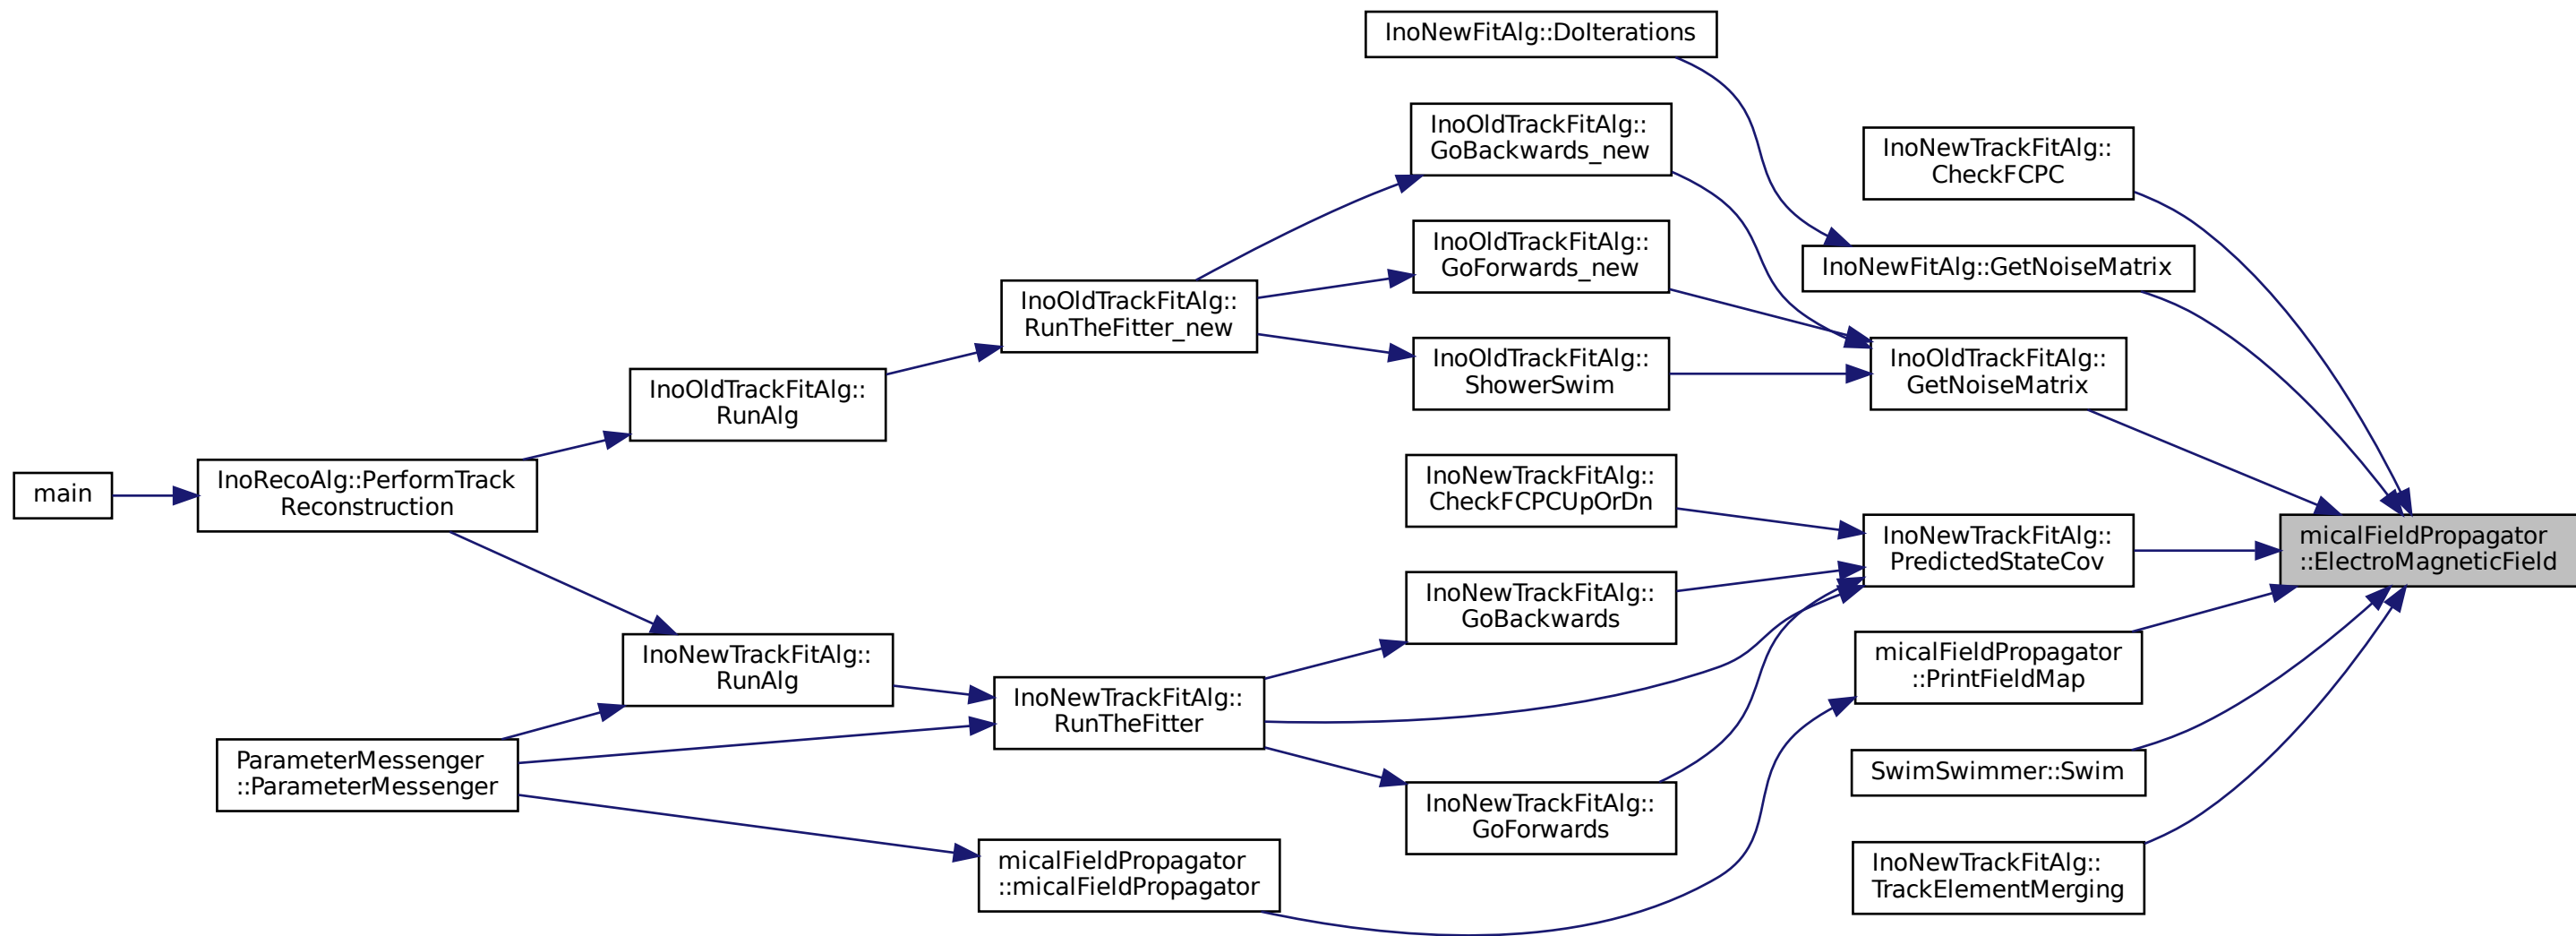 InoNewFitAlg::DoIterations
InoOldTrackFitAlg::
GoBackwards_new
InoNewTrackFitAlg::
CheckFCPC
InoOldTrackFitAlg::
GoForwards_new
InoNewFitAlg::GetNoiseMatrix
InoOldTrackFitAlg::
RunTheFitter_new
InoOldTrackFitAlg::
ShowerSwim
InoOldTrackFitAlg::
GetNoiseMatrix
InoOldTrackFitAlg::
RunAlg
main
InoRecoAlg::PerformTrack
Reconstruction
InoNewTrackFitAlg::
CheckFCPCUpOrDn
InoNewTrackFitAlg::
PredictedStateCov
micalFieldPropagator
::ElectroMagneticField
InoNewTrackFitAlg::
GoBackwards
InoNewTrackFitAlg::
RunAlg
InoNewTrackFitAlg::
RunTheFitter
micalFieldPropagator
::PrintFieldMap
ParameterMessenger
::ParameterMessenger
SwimSwimmer::Swim
InoNewTrackFitAlg::
GoForwards
micalFieldPropagator
::micalFieldPropagator
InoNewTrackFitAlg::
TrackElementMerging